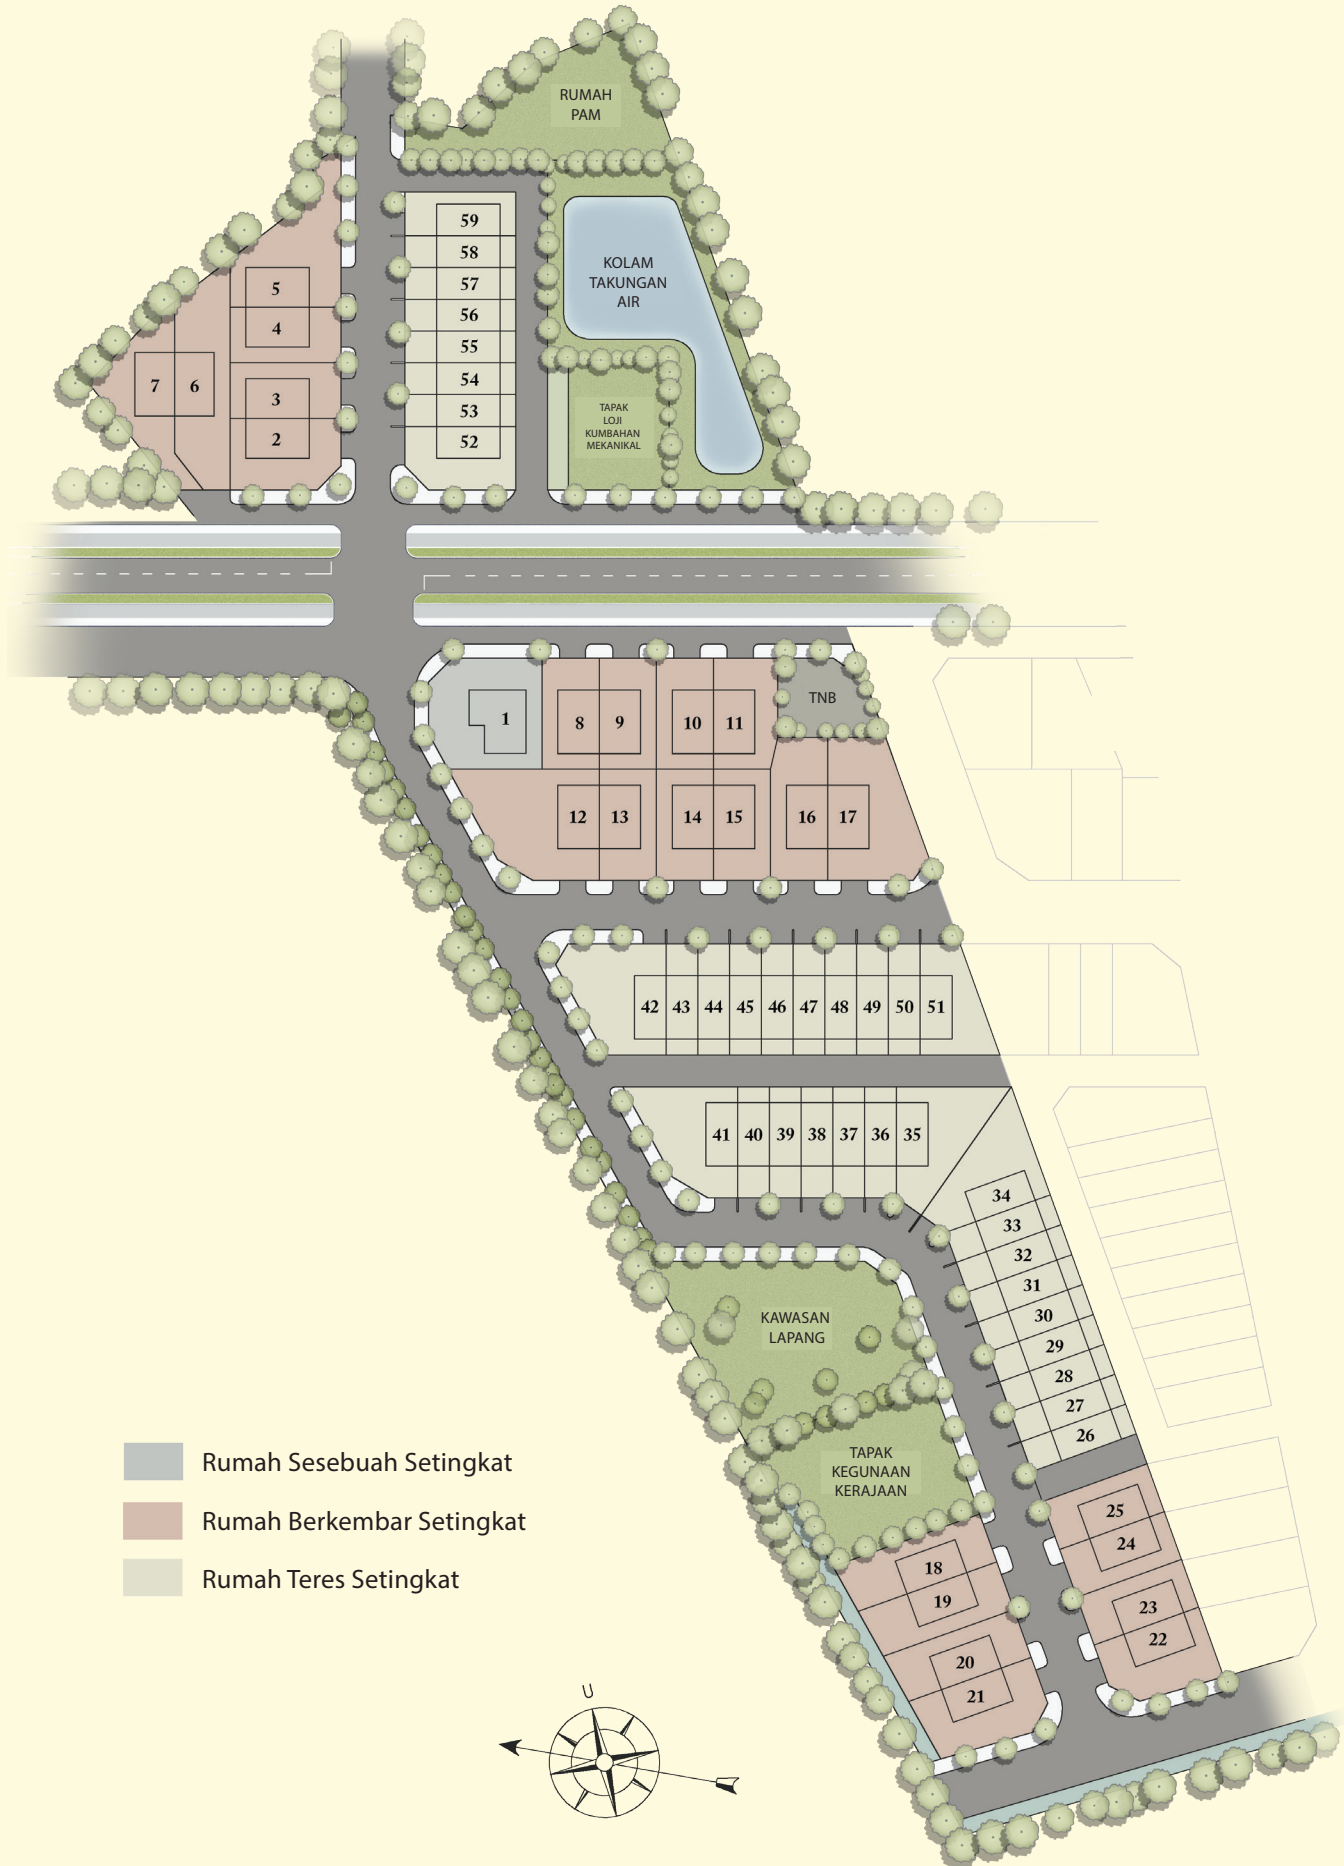 RUMAH
PAM
59
58
57
56
55
54
53
52
5
4
3
2
7 6
KOLAM
TAKUNGAN
AIR
TAPAK
LOJI
KUMBAHAN
MEKANIKAL
1
8 9
10 11
TNB
12 13
14 15
16 17
42 43 44 45 46 47 48 49 50 51
41 40 39 38 37 36 35
34
33
32
31
30
29
28
27
26
KAWASAN
LAPANG
TAPAK
KEGUNAAN
KERAJAAN
25
24
23
22
18
19
20
21
Rumah Sesebuah Setingkat
Rumah Berkembar Setingkat
Rumah Teres Setingkat
U